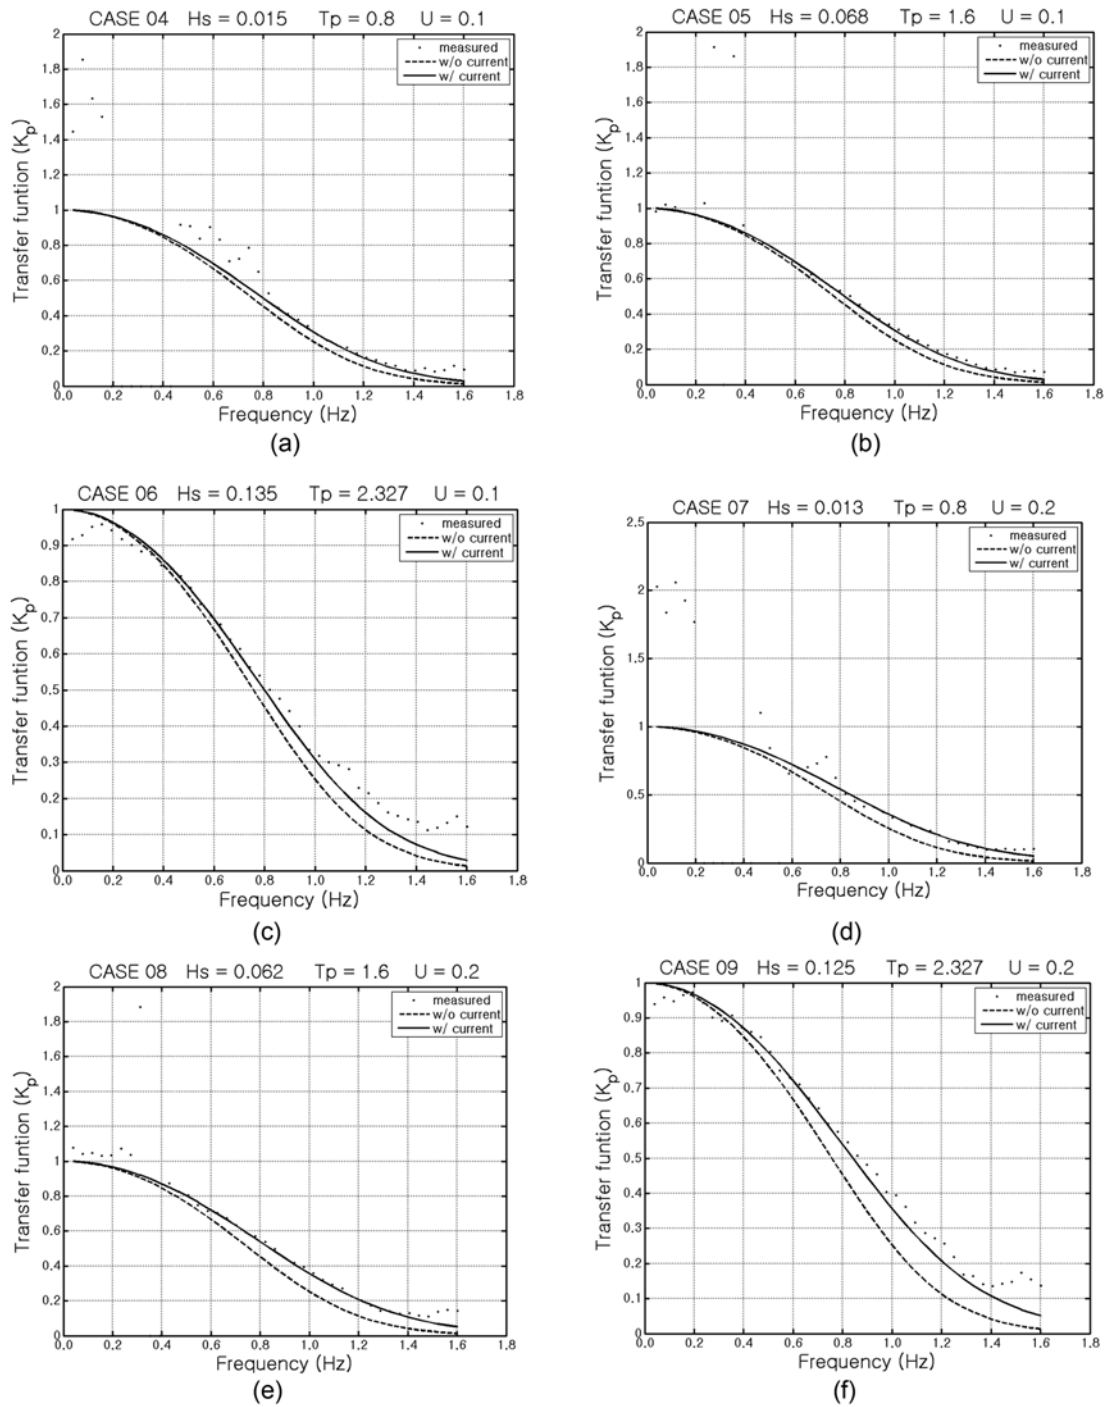 CASE 04 Hs = 0.015 Tp = 0.8 U = 0.1
measured
w/o current
w/ current
Transfer funtion (Kp)
2
1.8
1.6
1.4
1.2
1
0.8
0.6
0.4
0.2
0
0.0 0.2 0.4 0.6 0.8 1.0 1.2 1.4 1.6 1.8
Frequency (Hz)
(a)
CASE 05 Hs = 0.068 Tp = 1.6 U = 0.1
measured
w/o current
w/ current
Transfer funtion (Kp)
2
1.8
1.6
1.4
1.2
1
0.8
0.6
0.4
0.2
0
0.0 0.2 0.4 0.6 0.8 1.0 1.2 1.4 1.6 1.8
Frequency (Hz)
(b)
CASE 06 Hs = 0.135 Tp = 2.327 U = 0.1
measured
w/o current
w/ current
Transfer funtion (Kp)
1
0.9
0.8
0.7
0.6
0.5
0.4
0.3
0.2
0.1
0
0.0 0.2 0.4 0.6 0.8 1.0 1.2 1.4 1.6 1.8
Frequency (Hz)
(c)
CASE 07 Hs = 0.013 Tp = 0.8 U = 0.2
measured
w/o current
w/ current
Transfer funtion (Kp)
2.5
2
1.5
1
0.5
0
0.0 0.2 0.4 0.6 0.8 1.0 1.2 1.4 1.6 1.8
Frequency (Hz)
(d)
CASE 08 Hs = 0.062 Tp = 1.6 U = 0.2
measured
w/o current
w/ current
Transfer funtion (Kp)
2
1.8
1.6
1.4
1.2
1
0.8
0.6
0.4
0.2
0
0.0 0.2 0.4 0.6 0.8 1.0 1.2 1.4 1.6 1.8
Frequency (Hz)
(e)
CASE 09 Hs = 0.125 Tp = 2.327 U = 0.2
measured
w/o current
w/ current
Transfer funtion (Kp)
1
0.9
0.8
0.7
0.6
0.5
0.4
0.3
0.2
0.1
0
0.0 0.2 0.4 0.6 0.8 1.0 1.2 1.4 1.6 1.8
Frequency (Hz)
(f)